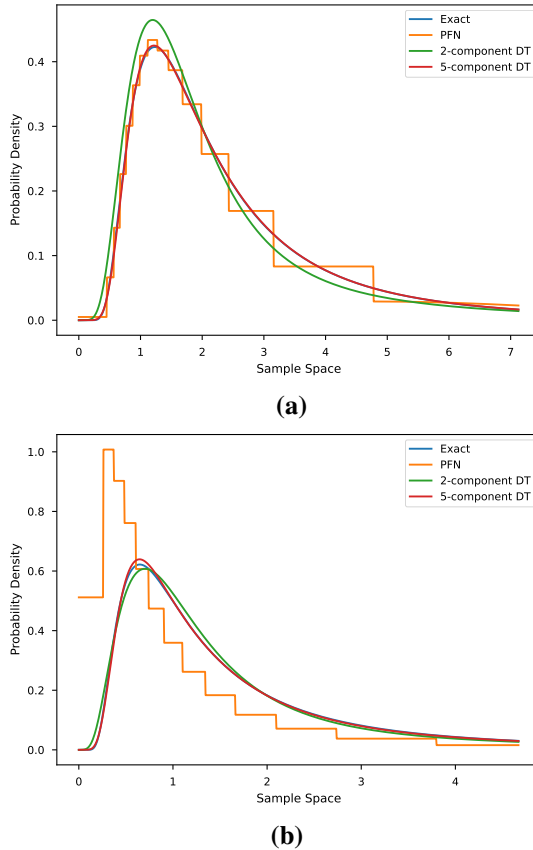 Exact
PFN
2-component DT
5-component DT
Probability Density
0.4
0.3
0.2
0.1
0.0
0 1 2 3 4 5 6 7
Sample Space
(a)
Exact
PFN
2-component DT
5-component DT
Probability Density
1.0
0.8
0.6
0.4
0.2
0.0
0 1 2 3 4
Sample Space
(b)